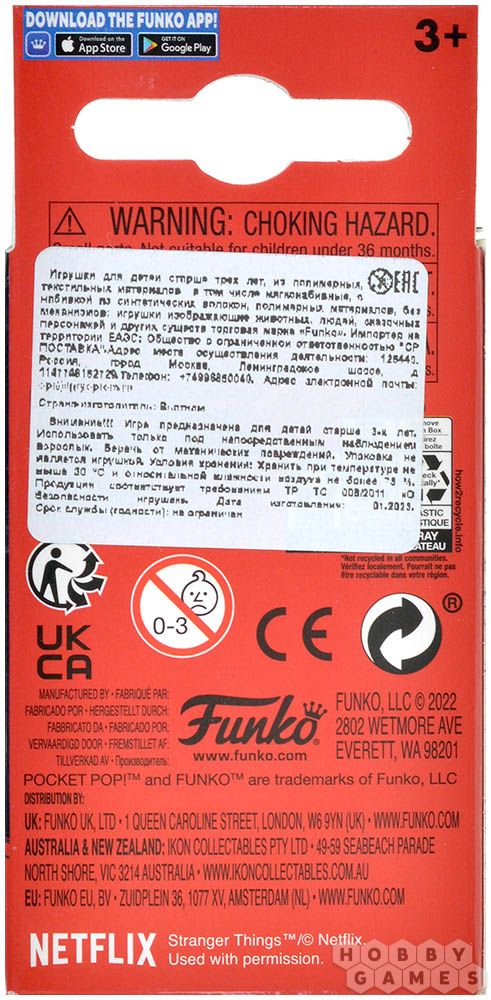 DOWNLOAD THE FUNKO APP!
Download on the App Store
GET IT ON Google Play
3+
WARNING: CHOKING HAZARD.
Small parts. Not suitable for children under 36 months.
Игрушки для детей старше трех лет, из полимерных,
текстильных материалов в том числе мягконабивные, с
набивкой из синтетических волокон, полимерных материалов, без
механизмов: игрушки изображающие животных, людей, сказочных
персонажей и других существ торговая марка «Funko». Импортер на
территории ЕАЭС: Общество с ограниченной ответственностью "СР
ПОСТАВКА".Адрес места осуществления деятельности: 125440,
Россия, город Москва, Ленинградское шоссе, д
Телефон: Адрес электронной почты:
Страна-изготовитель: Вьетнам
Внимание!!! Игра предназначена для детей старше 3-х лет.
Использовать только под непосредственным наблюдением
взрослых. Беречь от механических повреждений. Упаковка не
является игрушкой. Условия хранения: Хранить при температуре не
выше 30 °C и относительной влажности воздуха не более 75 %.
Продукция соответствует требованиям ТР ТС 008/2011 «О
безопасности игрушек». Дата изготовления: 01.2023.
Срок службы (годности): не ограничен
EAC
how2recycle.info
*Not recycled in all communities.
Vérifiez localement. Pourrait ne pas
être recyclable dans votre région.
0-3
UK
CA
CE
®
MANUFACTURED BY • FABRIQUÉ PAR:
FABRICADO POR • HERGESTELLT DURCH:
FABBRICATO DA • FABRICADO POR:
VERVAARDIGD DOOR • FREMSTILLET AF:
TILLVERKAD AV • Производитель:
Funko®
www.funko.com
FUNKO, LLC © 2022
2802 WETMORE AVE
EVERETT, WA 98201
POCKET POP!™ and FUNKO™ are trademarks of Funko, LLC
DISTRIBUTION BY:
UK: FUNKO UK, LTD • 1 QUEEN CAROLINE STREET, LONDON, W6 9YN (UK) • WWW.FUNKO.COM
AUSTRALIA & NEW ZEALAND: IKON COLLECTABLES PTY LTD • 49-59 SEABEACH PARADE
NORTH SHORE, VIC 3214 AUSTRALIA • WWW.IKONCOLLECTABLES.COM.AU
EU: FUNKO EU, BV • ZUIDPLEIN 36, 1077 XV, AMSTERDAM (NL) • WWW.FUNKO.COM
NETFLIX
Stranger Things™/© Netflix.
Used with permission.
HOBBY
GAMES